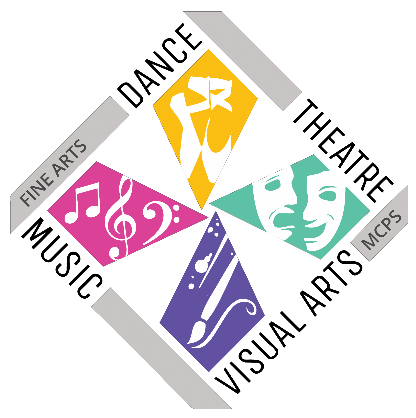 DANCE
THEATRE
FINE ARTS
MUSIC
VISUAL ARTS
MCPS